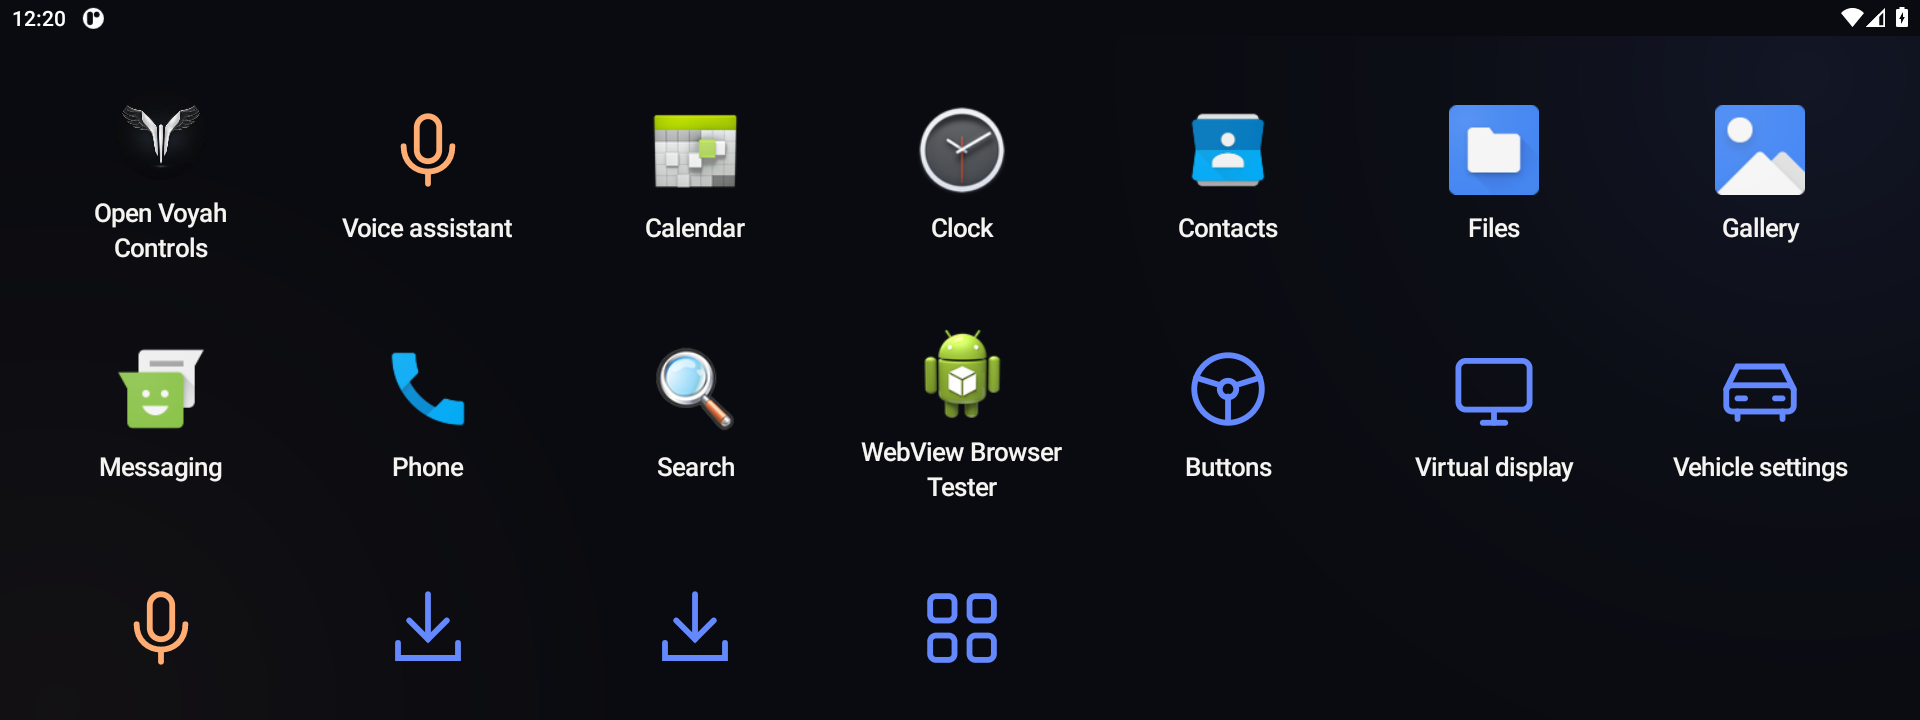 12:20
Open Voyah
Controls
Voice assistant
Calendar
Clock
Contacts
Files
Gallery
Messaging
Phone
Search
WebView Browser
Tester
Buttons
Virtual display
Vehicle settings